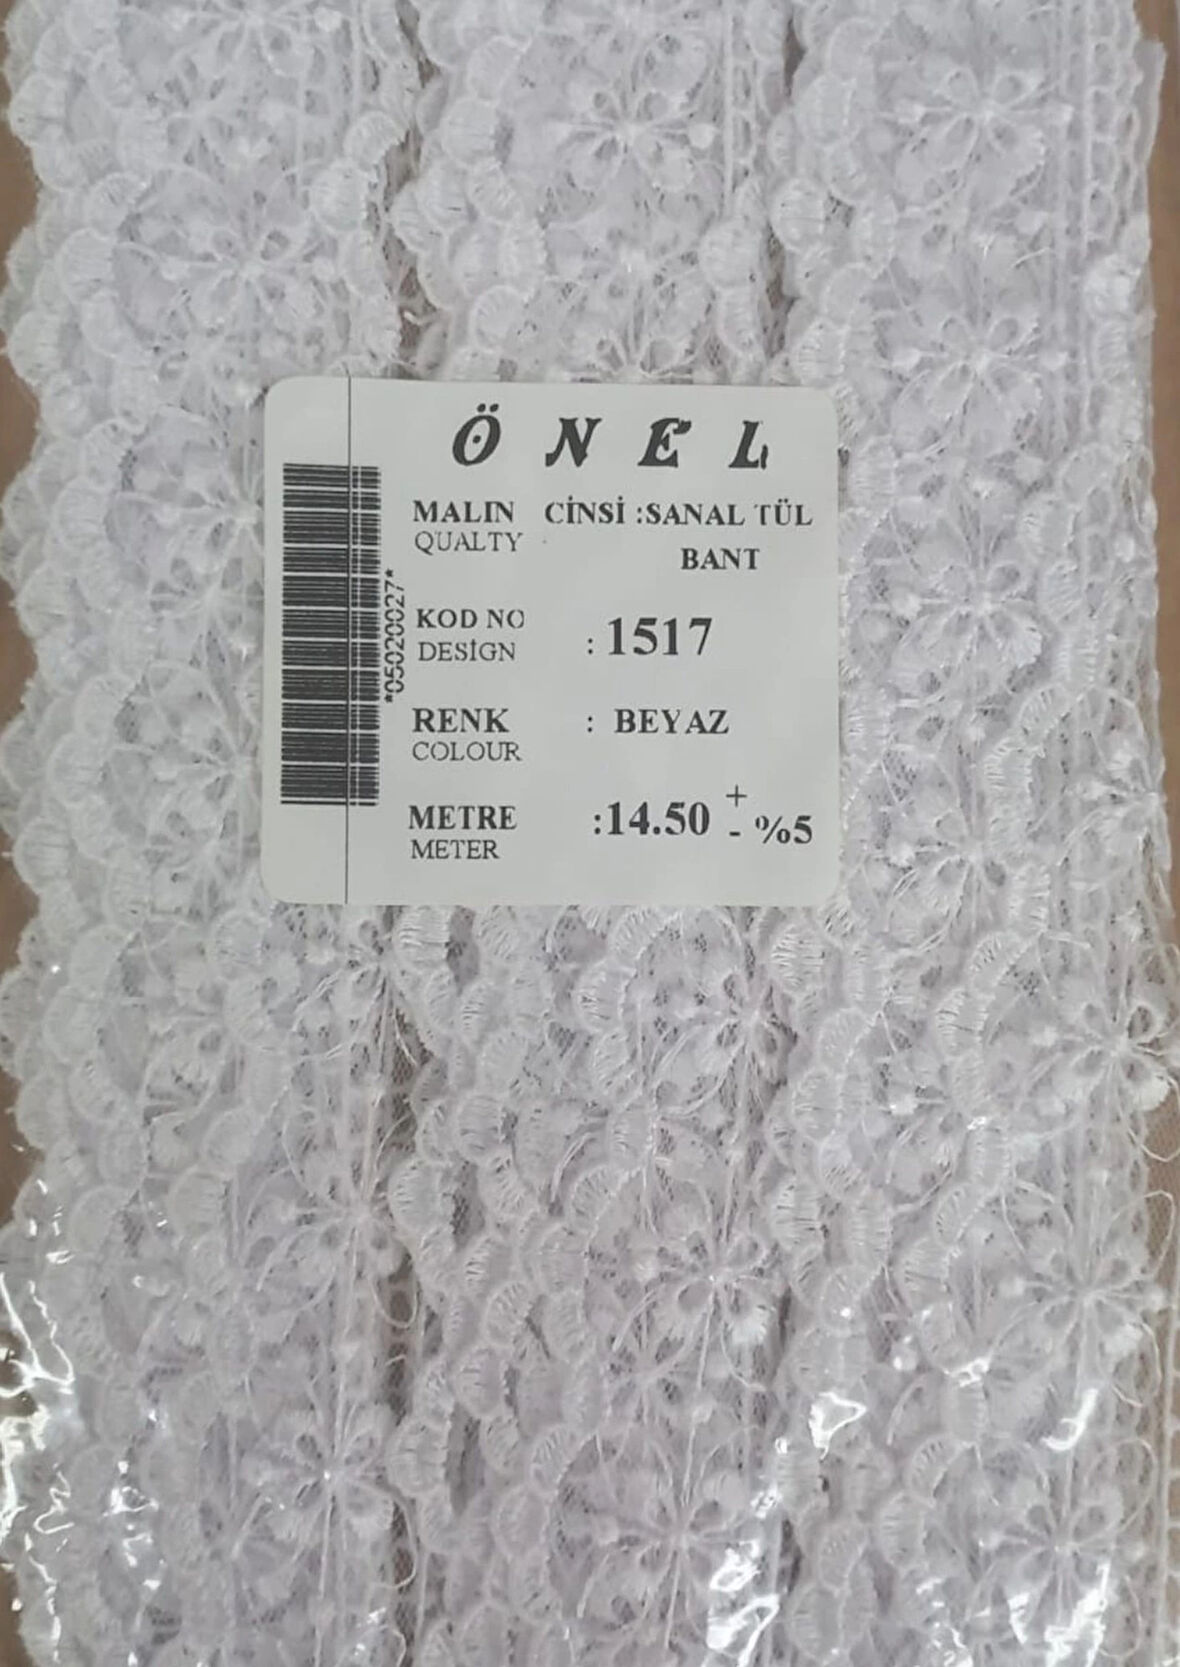 ÖNEL
MALIN CİNSİ :SANAL TÜL
QUALTY
BANT
KOD NO
DESİGN : 1517
RENK : BEYAZ
COLOUR
METRE :14.50 +- %5
METER
*05020027*